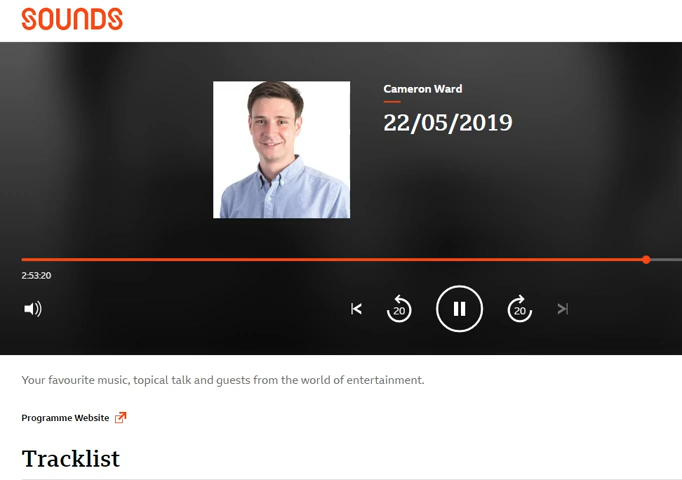 SOUNDS
Cameron Ward
22/05/2019
2:53:20
20
20
Your favourite music, topical talk and guests from the world of entertainment.
Programme Website
Tracklist